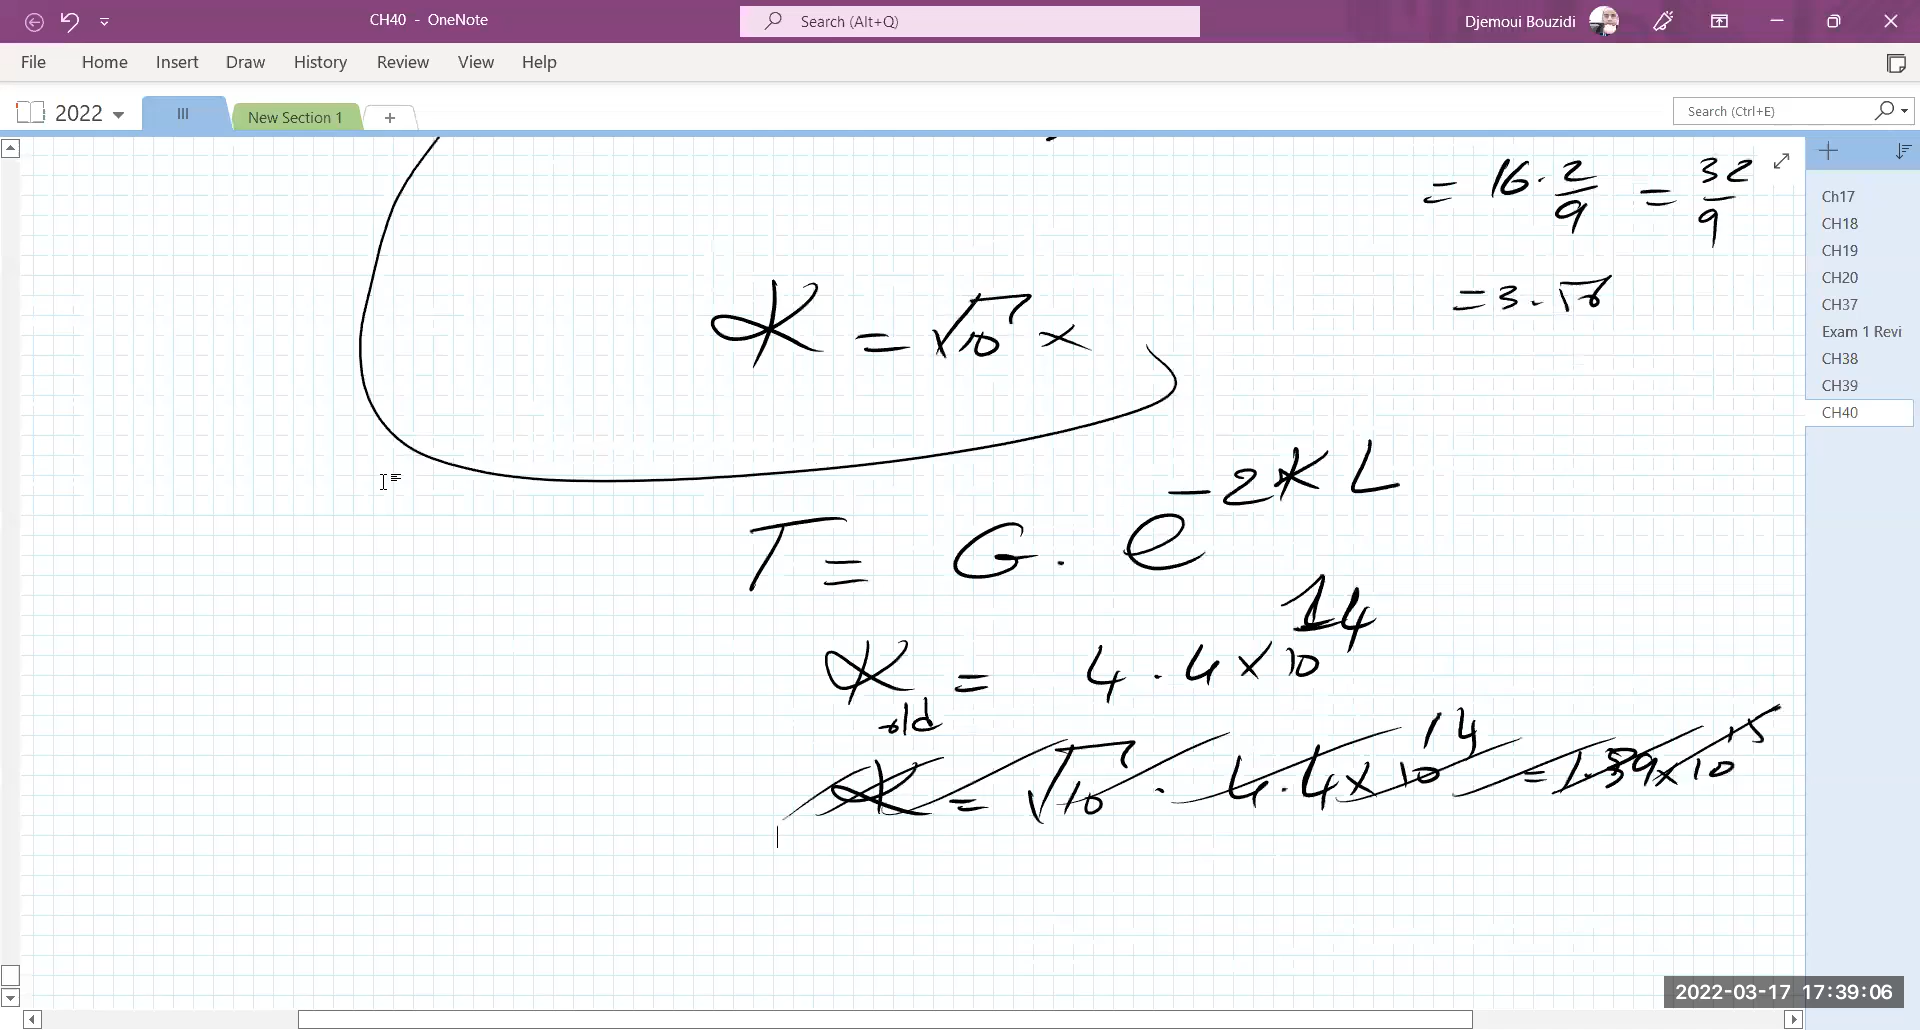 CH40 - OneNote
Search (Alt+Q)
Djemoui Bouzidi
File Home Insert Draw History Review View Help
2022
III
New Section 1
+
Search (Ctrl+E)
Ch17
CH18
CH19
CH20
CH37
Exam 1 Revi
CH38
CH39
CH40
= 16 · 2/9 = 32/9
= 3.
K = √10 ×
T = G · e^{-2KL}
K_old = 4.4 × 10^14
K = √10 · 4.4 × 10^14 = 1.39 × 10^15
2022-03-17 17:39:06